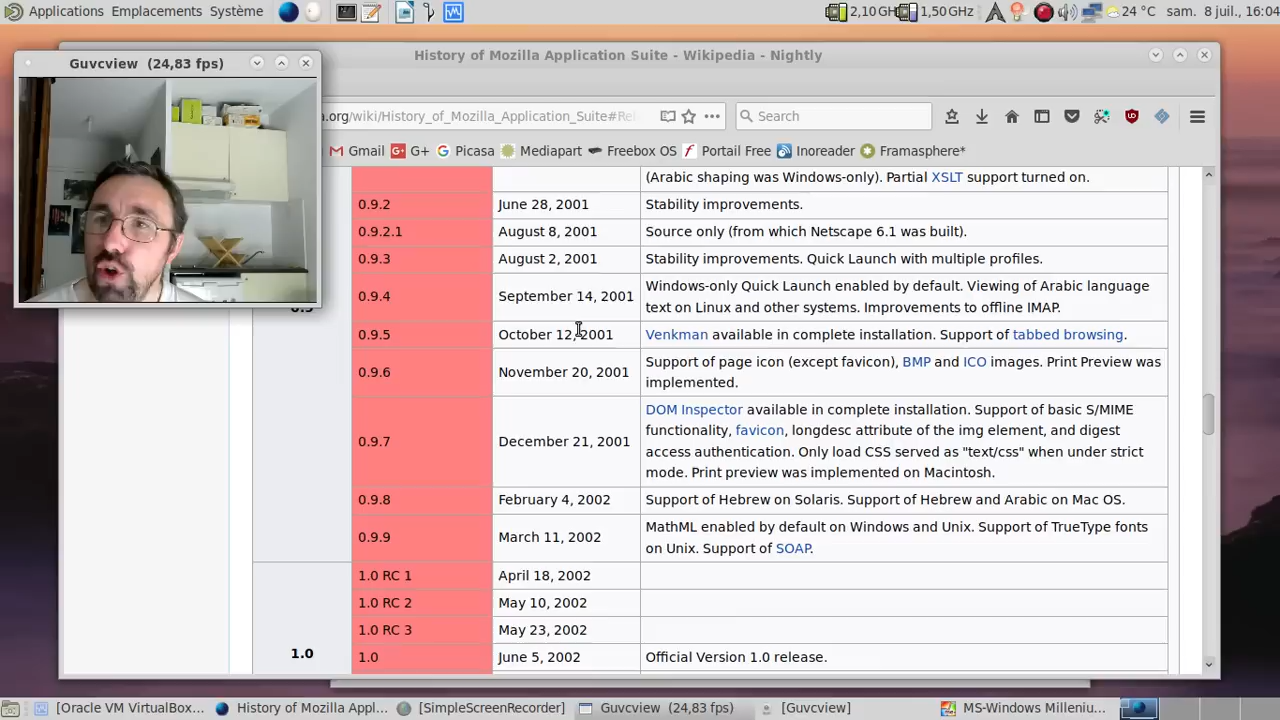 Applications Emplacements Système 2,10 GH 1,50 GHz 24 °C sam. 8 juil., 16:04
History of Mozilla Application Suite - Wikipedia - Nightly
Guvcview (24,83 fps)
a.org/wiki/History_of_Mozilla_Application_Suite#Rel Search
Gmail G+ Picasa Mediapart Freebox OS Portail Free Inoreader Framasphere*
(Arabic shaping was Windows-only). Partial XSLT support turned on.
0.9.2 June 28, 2001 Stability improvements.
0.9.2.1 August 8, 2001 Source only (from which Netscape 6.1 was built).
0.9.3 August 2, 2001 Stability improvements. Quick Launch with multiple profiles.
0.9.4 September 14, 2001 Windows-only Quick Launch enabled by default. Viewing of Arabic language
text on Linux and other systems. Improvements to offline IMAP.
0.9.5 October 12, 2001 Venkman available in complete installation. Support of tabbed browsing.
0.9.6 November 20, 2001 Support of page icon (except favicon), BMP and ICO images. Print Preview was
implemented.
0.9.7 December 21, 2001 DOM Inspector available in complete installation. Support of basic S/MIME
functionality, favicon, longdesc attribute of the img element, and digest
access authentication. Only load CSS served as "text/css" when under strict
mode. Print preview was implemented on Macintosh.
0.9.8 February 4, 2002 Support of Hebrew on Solaris. Support of Hebrew and Arabic on Mac OS.
0.9.9 March 11, 2002 MathML enabled by default on Windows and Unix. Support of TrueType fonts
on Unix. Support of SOAP.
1.0 RC 1 April 18, 2002
1.0 RC 2 May 10, 2002
1.0 RC 3 May 23, 2002
1.0
1.0 June 5, 2002 Official Version 1.0 release.
[Oracle VM VirtualBox... History of Mozilla Appl... [SimpleScreenRecorder] Guvcview (24,83 fps) [Guvcview] MS-Windows Milleniu...